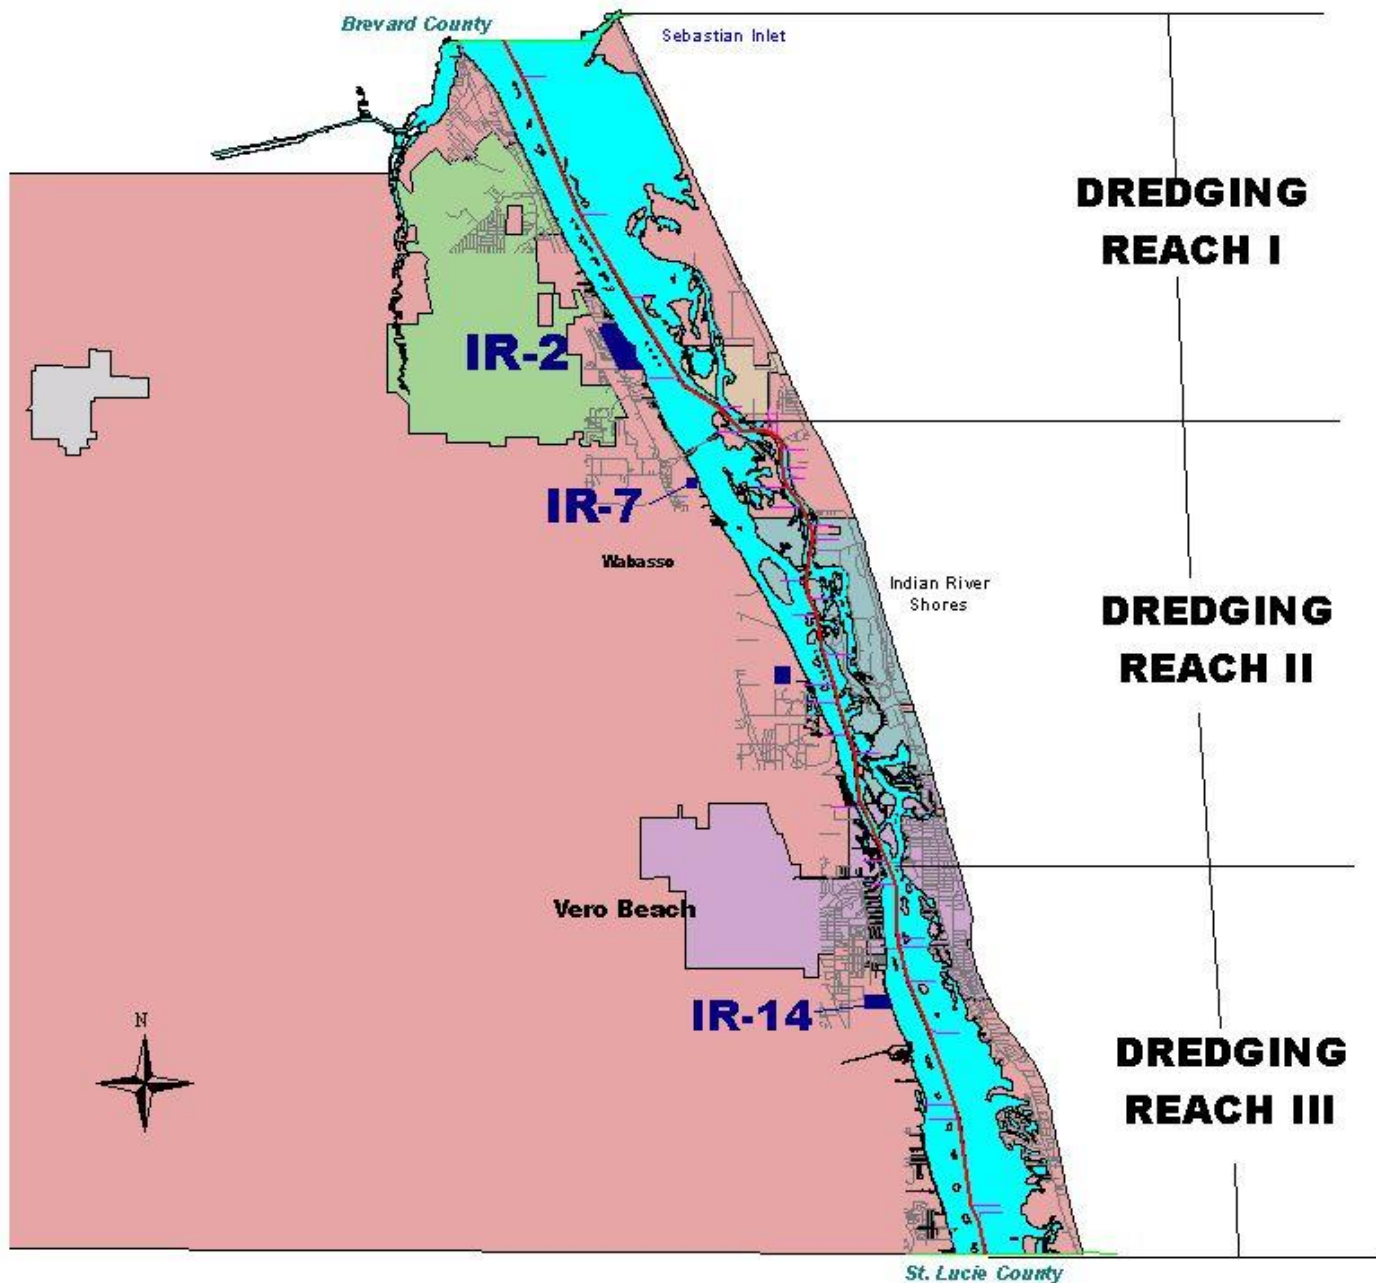 Brevard County
Sebastian Inlet
DREDGING
REACH I
IR-2
IR-7
Wabasso
Indian River
Shores
DREDGING
REACH II
Vero Beach
IR-14
N
DREDGING
REACH III
St. Lucie County